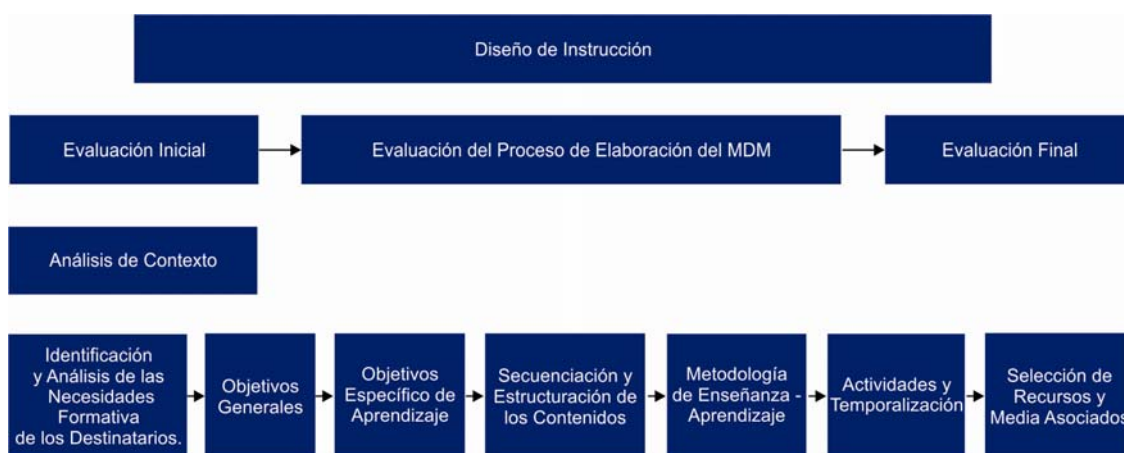 Diseño de Instrucción
Evaluación Inicial
Evaluación del Proceso de Elaboración del MDM
Evaluación Final
Análisis de Contexto
Identificación
y Análisis de las
Necesidades
Formativa
de los Destinatarios.
Objetivos
Generales
Objetivos
Específico de
Aprendizaje
Secuenciación y
Estructuración de
los Contenidos
Metodología
de Enseñanza -
Aprendizaje
Actividades y
Temporalización
Selección de
Recursos y
Media Asociados